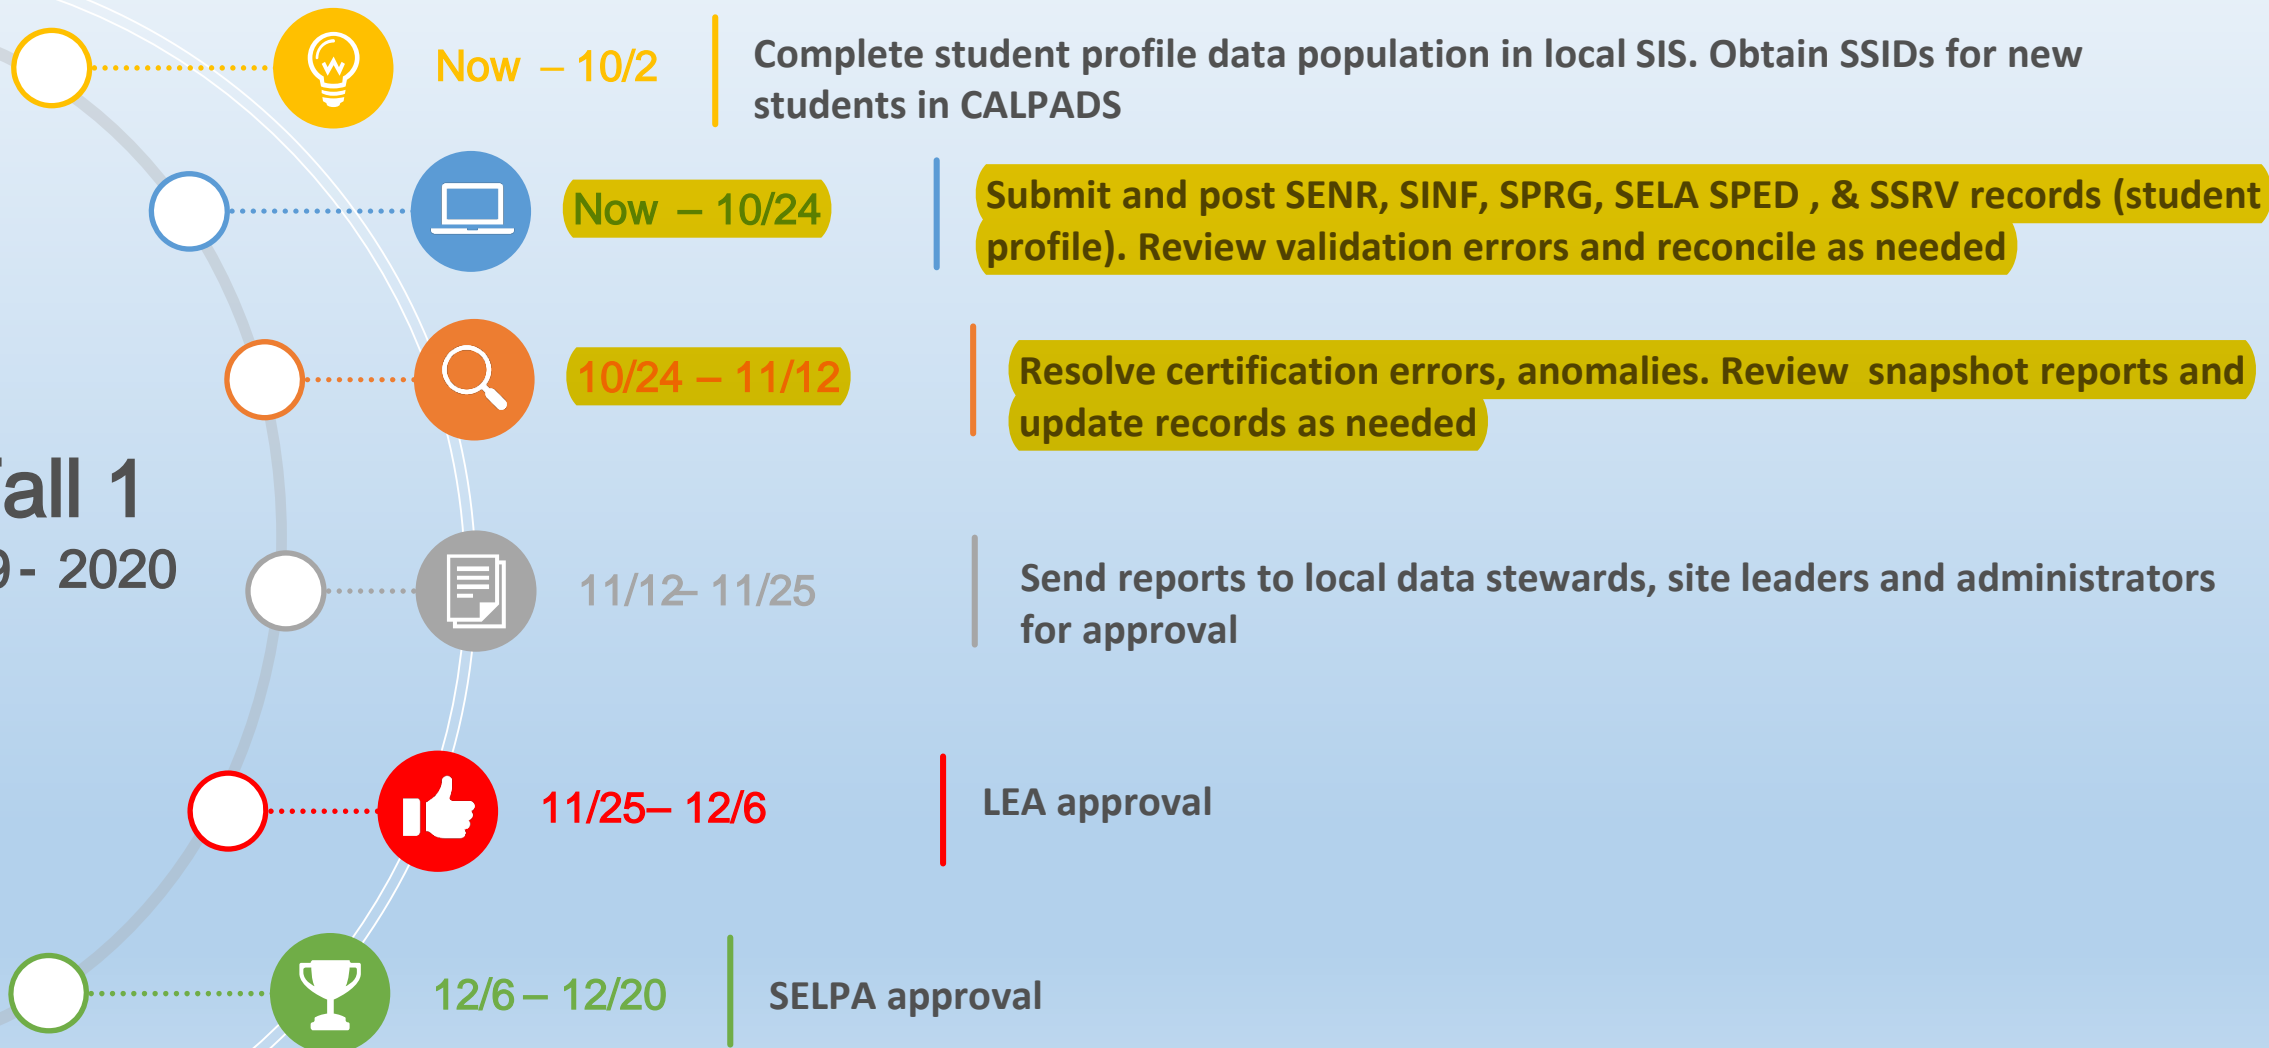 Now – 10/2
Complete student profile data population in local SIS. Obtain SSIDs for new
students in CALPADS
Now – 10/24
Submit and post SENR, SINF, SPRG, SELA SPED , & SSRV records (student
profile). Review validation errors and reconcile as needed
10/24 – 11/12
Resolve certification errors, anomalies. Review snapshot reports and
update records as needed
all 1
9- 2020
11/12– 11/25
Send reports to local data stewards, site leaders and administrators
for approval
11/25– 12/6
LEA approval
12/6 – 12/20
SELPA approval